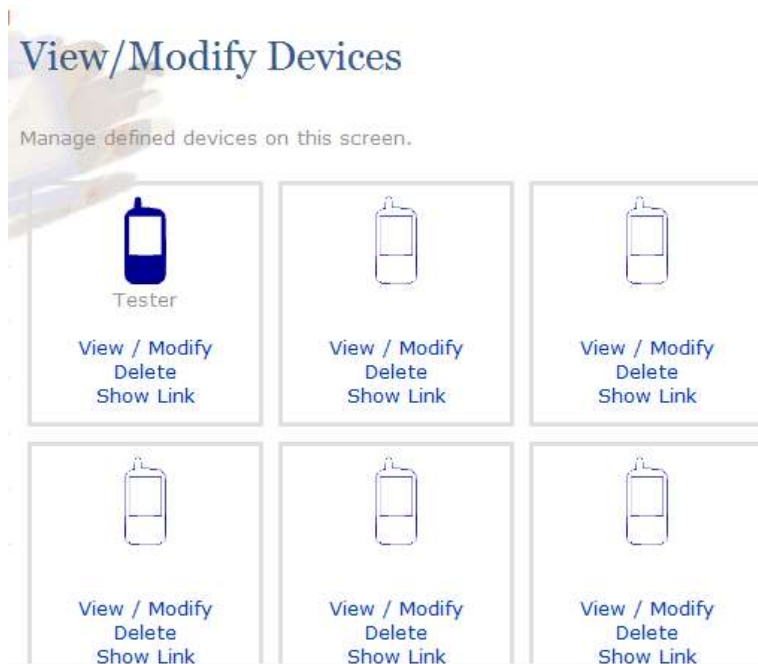 View/Modify Devices
Manage defined devices on this screen.
Tester
View / Modify
Delete
Show Link
View / Modify
Delete
Show Link
View / Modify
Delete
Show Link
View / Modify
Delete
Show Link
View / Modify
Delete
Show Link
View / Modify
Delete
Show Link